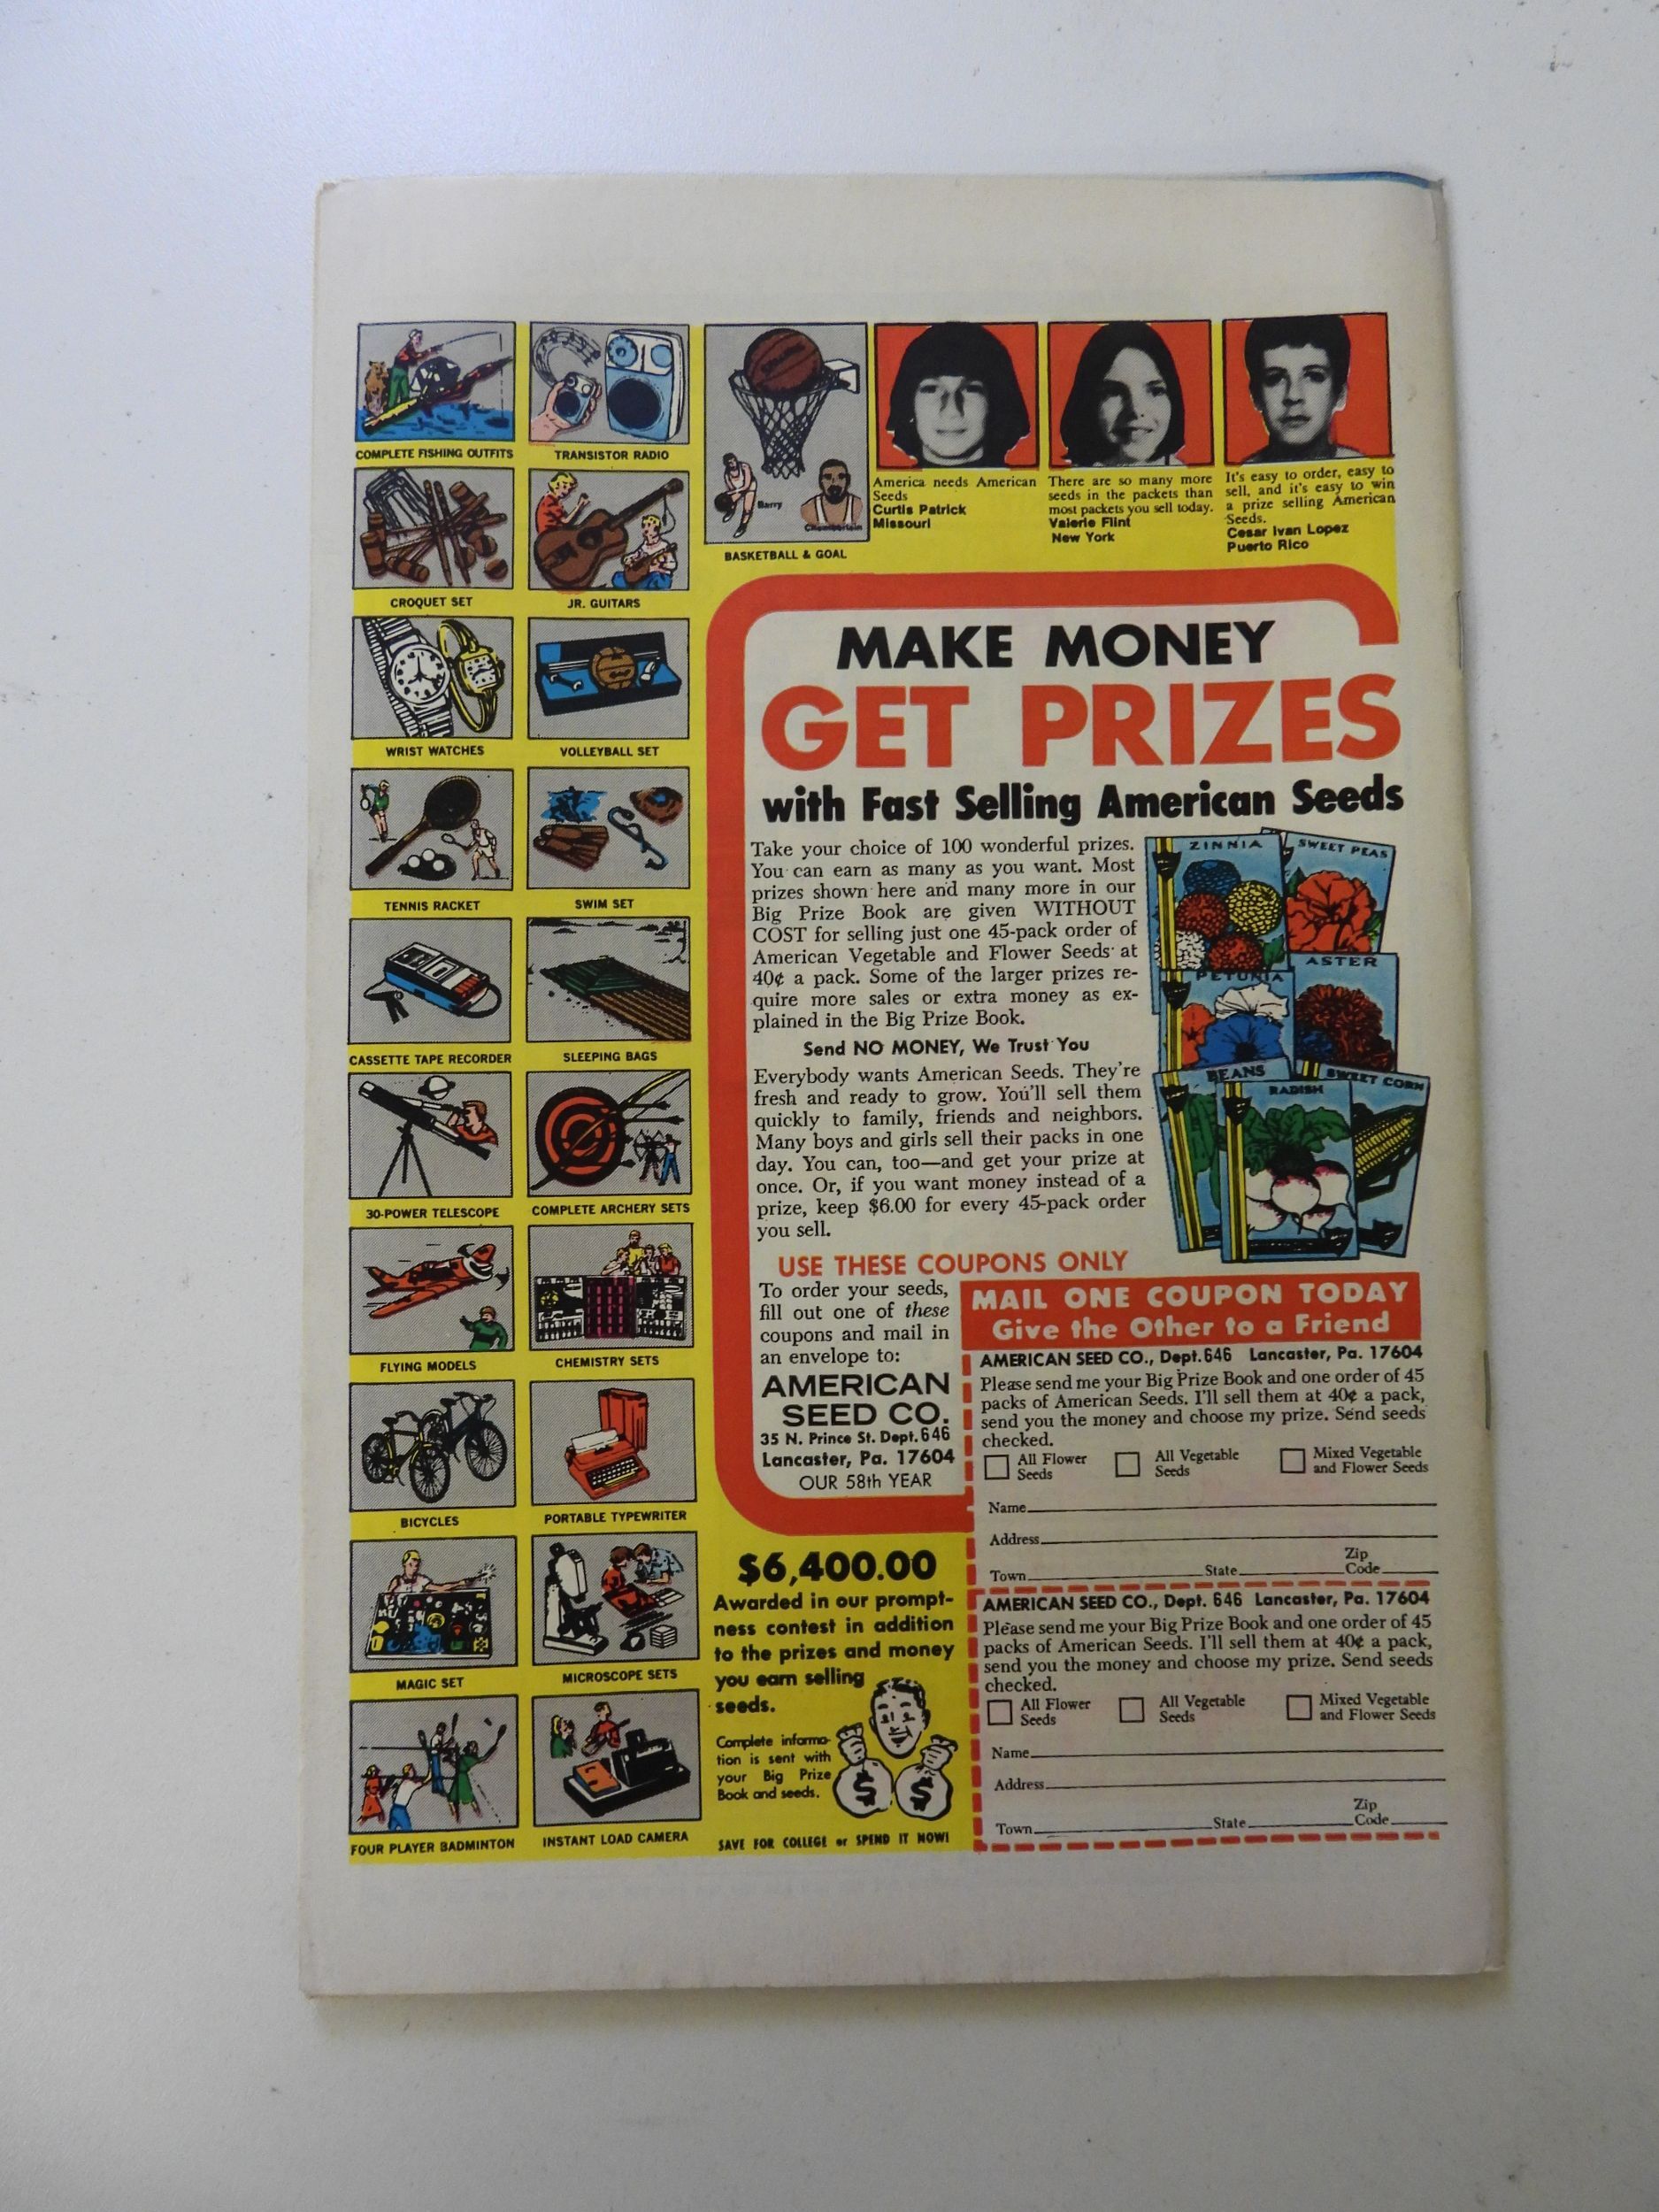 COMPLETE FISHING OUTFITS
TRANSISTOR RADIO
CROQUET SET
JR. GUITARS
WRIST WATCHES
VOLLEYBALL SET
TENNIS RACKET
SWIM SET
CASSETTE TAPE RECORDER
SLEEPING BAGS
30-POWER TELESCOPE
COMPLETE ARCHERY SETS
FLYING MODELS
CHEMISTRY SETS
BICYCLES
PORTABLE TYPEWRITER
MAGIC SET
MICROSCOPE SETS
FOUR PLAYER BADMINTON
INSTANT LOAD CAMERA
Barry
Chamberlain
BASKETBALL & GOAL
America needs American
Seeds
Curtis Patrick
Missouri
There are so many more
seeds in the packets than
most packets you sell today.
Valerie Flint
New York
It's easy to order, easy to
sell, and it's easy to win
a prize selling American
Seeds.
Cesar Ivan Lopez
Puerto Rico
MAKE MONEY
GET PRIZES
with Fast Selling American Seeds
Take your choice of 100 wonderful prizes.
You can earn as many as you want. Most
prizes shown here and many more in our
Big Prize Book are given WITHOUT
COST for selling just one 45-pack order of
American Vegetable and Flower Seeds at
40¢ a pack. Some of the larger prizes re-
quire more sales or extra money as ex-
plained in the Big Prize Book.
Send NO MONEY, We Trust You
Everybody wants American Seeds. They're
fresh and ready to grow. You'll sell them
quickly to family, friends and neighbors.
Many boys and girls sell their packs in one
day. You can, too—and get your prize at
once. Or, if you want money instead of a
prize, keep $6.00 for every 45-pack order
you sell.
ZINNIA
SWEET PEAS
PETUNIA
ASTER
BEANS
RADISH
SWEET CORN
USE THESE COUPONS ONLY
To order your seeds,
fill out one of these
coupons and mail in
an envelope to:
AMERICAN
SEED CO.
35 N. Prince St. Dept. 646
Lancaster, Pa. 17604
OUR 58th YEAR
$6,400.00
Awarded in our prompt-
ness contest in addition
to the prizes and money
you earn selling
seeds.
Complete informa-
tion is sent with
your Big Prize
Book and seeds.
$ $
SAVE FOR COLLEGE or SPEND IT NOW!
MAIL ONE COUPON TODAY
Give the Other to a Friend
AMERICAN SEED CO., Dept. 646 Lancaster, Pa. 17604
Please send me your Big Prize Book and one order of 45
packs of American Seeds. I'll sell them at 40¢ a pack,
send you the money and choose my prize. Send seeds
checked.
All Flower Seeds
All Vegetable Seeds
Mixed Vegetable and Flower Seeds
Name
Address
Town State Zip Code
AMERICAN SEED CO., Dept. 646 Lancaster, Pa. 17604
Please send me your Big Prize Book and one order of 45
packs of American Seeds. I'll sell them at 40¢ a pack,
send you the money and choose my prize. Send seeds
checked.
All Flower Seeds
All Vegetable Seeds
Mixed Vegetable and Flower Seeds
Name
Address
Town State Zip Code